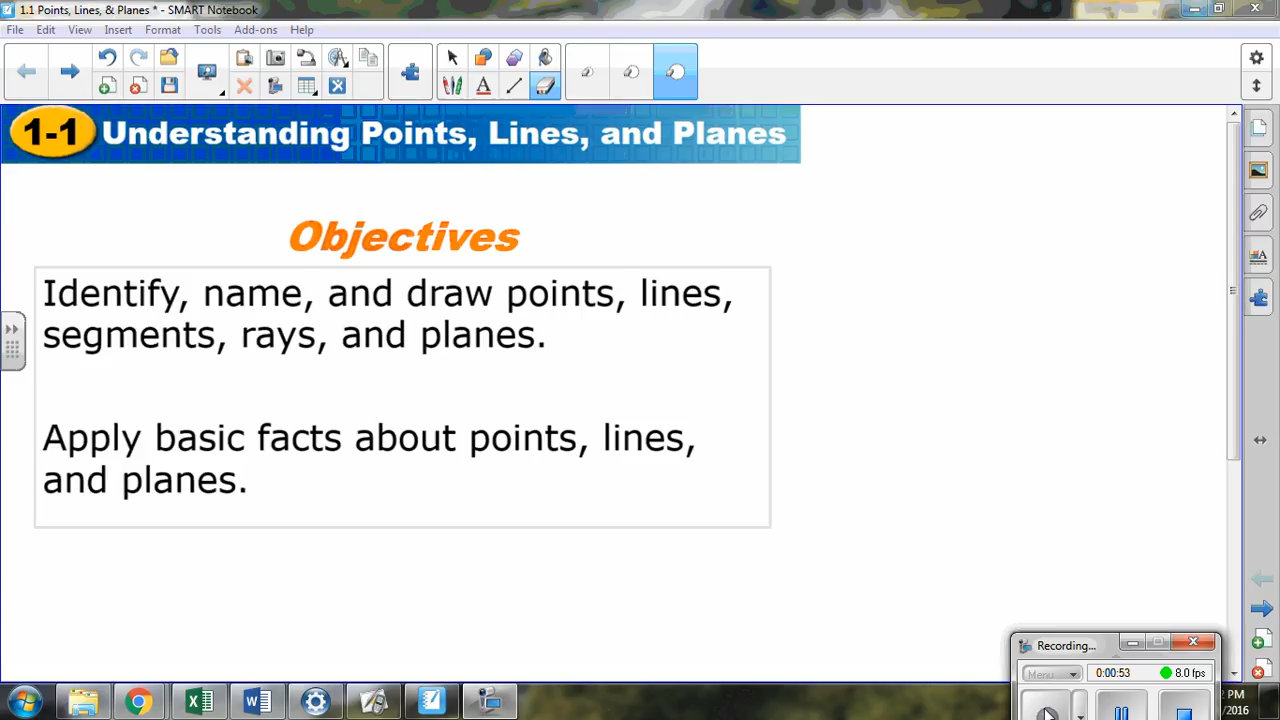 1.1 Points, Lines, & Planes * - SMART Notebook
File Edit View Insert Format Tools Add-ons Help
1-1 Understanding Points, Lines, and Planes
Objectives
Identify, name, and draw points, lines,
segments, rays, and planes.
Apply basic facts about points, lines,
and planes.
Recording...
Menu 0:00:53 8.0 fps
2 PM
/2016